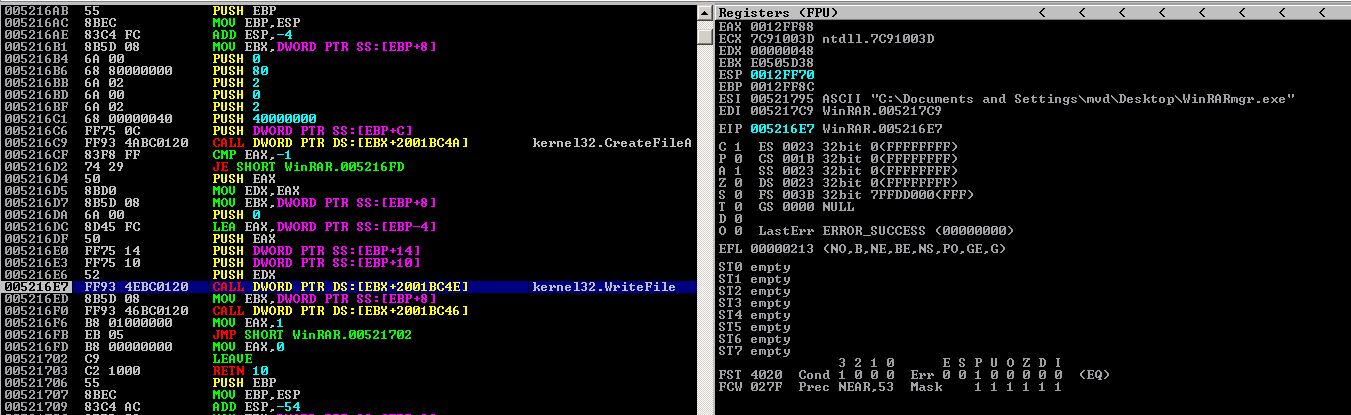 005216AB 55 PUSH EBP
005216AC 8BEC MOV EBP,ESP
005216AE 83C4 FC ADD ESP,-4
005216B1 8B5D 08 MOV EBX,DWORD PTR SS:[EBP+8]
005216B4 6A 00 PUSH 0
005216B6 68 80000000 PUSH 80
005216BB 6A 02 PUSH 2
005216BD 6A 00 PUSH 0
005216BF 6A 02 PUSH 2
005216C1 68 00000040 PUSH 40000000
005216C6 FF75 0C PUSH DWORD PTR SS:[EBP+C]
005216C9 FF93 4ABC0120 CALL DWORD PTR DS:[EBX+2001BC4A] kernel32.CreateFileA
005216CF 83F8 FF CMP EAX,-1
005216D2 74 29 JE SHORT WinRAR.005216FD
005216D4 50 PUSH EAX
005216D5 8BD0 MOV EDX,EAX
005216D7 8B5D 08 MOV EBX,DWORD PTR SS:[EBP+8]
005216DA 6A 00 PUSH 0
005216DC 8D45 FC LEA EAX,DWORD PTR SS:[EBP-4]
005216DF 50 PUSH EAX
005216E0 FF75 14 PUSH DWORD PTR SS:[EBP+14]
005216E3 FF75 10 PUSH DWORD PTR SS:[EBP+10]
005216E6 52 PUSH EDX
005216E7 FF93 4EBC0120 CALL DWORD PTR DS:[EBX+2001BC4E] kernel32.WriteFile
005216ED 8B5D 08 MOV EBX,DWORD PTR SS:[EBP+8]
005216F0 FF93 46BC0120 CALL DWORD PTR DS:[EBX+2001BC46]
005216F6 B8 01000000 MOV EAX,1
005216FB EB 05 JMP SHORT WinRAR.00521702
005216FD B8 00000000 MOV EAX,0
00521702 C9 LEAVE
00521703 C2 1000 RETN 10
00521706 55 PUSH EBP
00521707 8BEC MOV EBP,ESP
00521709 83C4 AC ADD ESP,-54
Registers (FPU) < < < < < < < <
EAX 0012FF88
ECX 7C91003D ntdll.7C91003D
EDX 00000048
EBX E0505D38
ESP 0012FF70
EBP 0012FF8C
ESI 00521795 ASCII "C:\Documents and Settings\mvd\Desktop\WinRARmgr.exe"
EDI 005217C9 WinRAR.005217C9
EIP 005216E7 WinRAR.005216E7
C 1 ES 0023 32bit 0(FFFFFFFF)
P 0 CS 001B 32bit 0(FFFFFFFF)
A 1 SS 0023 32bit 0(FFFFFFFF)
Z 0 DS 0023 32bit 0(FFFFFFFF)
S 0 FS 003B 32bit 7FFDD000(FFF)
T 0 GS 0000 NULL
D 0
O 0 LastErr ERROR_SUCCESS (00000000)
EFL 00000213 (NO,B,NE,BE,NS,PO,GE,G)
ST0 empty
ST1 empty
ST2 empty
ST3 empty
ST4 empty
ST5 empty
ST6 empty
ST7 empty
3 2 1 0 E S P U O Z D I
FST 4020 Cond 1 0 0 0 Err 0 0 1 0 0 0 0 0 (EQ)
FCW 027F Prec NEAR,53 Mask 1 1 1 1 1 1